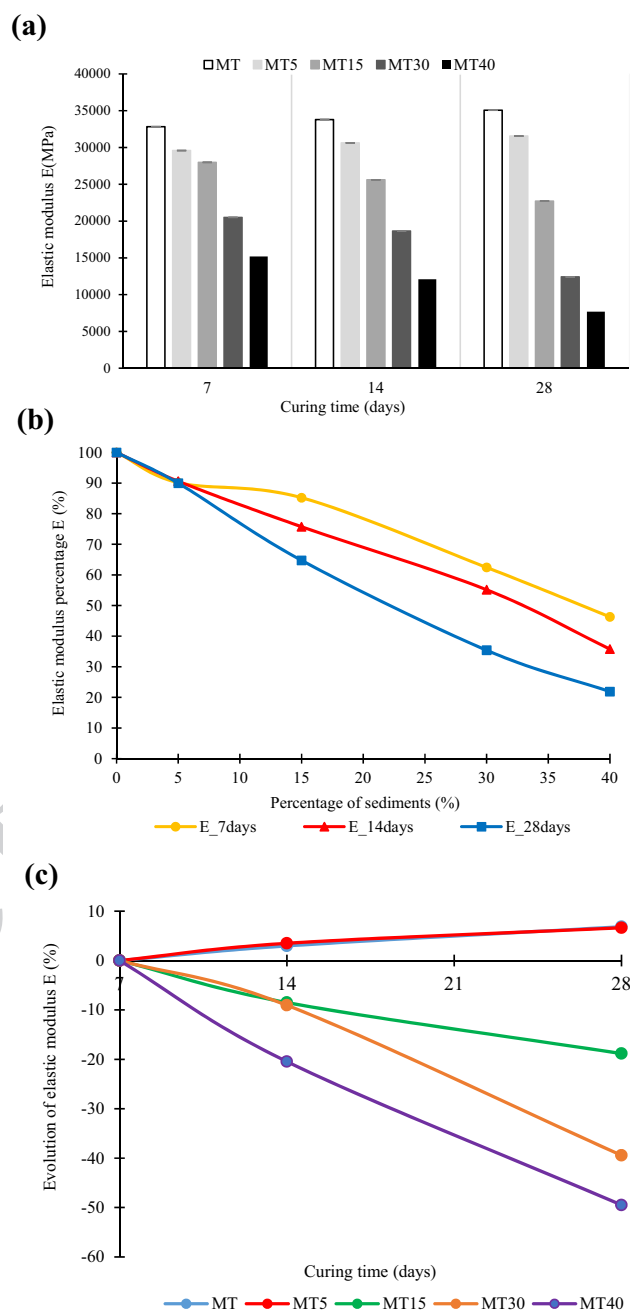 (a)
MT MT5 MT15 MT30 MT40
40000
35000
30000
25000
20000
15000
10000
5000
0
Elastic modulus E(MPa)
7 14 28
Curing time (days)
(b)
100
90
80
70
60
50
40
30
20
10
0
Elastic modulus percentage E (%)
0 5 10 15 20 25 30 35 40
Percentage of sediments (%)
E_7days E_14days E_28days
(c)
10
0
-10
-20
-30
-40
-50
-60
Evolution of elastic modulus E (%)
7 14 21 28
Curing time (days)
MT MT5 MT15 MT30 MT40